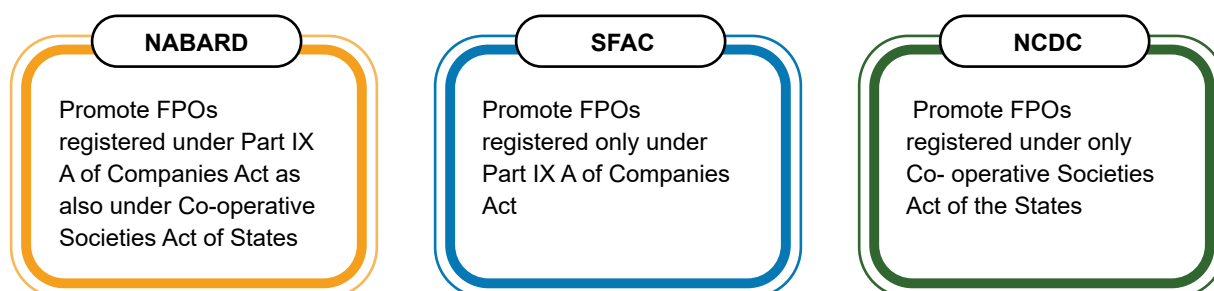 NABARD
Promote FPOs
registered under Part IX
A of Companies Act as
also under Co-operative
Societies Act of States
SFAC
Promote FPOs
registered only under
Part IX A of Companies
Act
NCDC
Promote FPOs
registered under only
Co- operative Societies
Act of the States